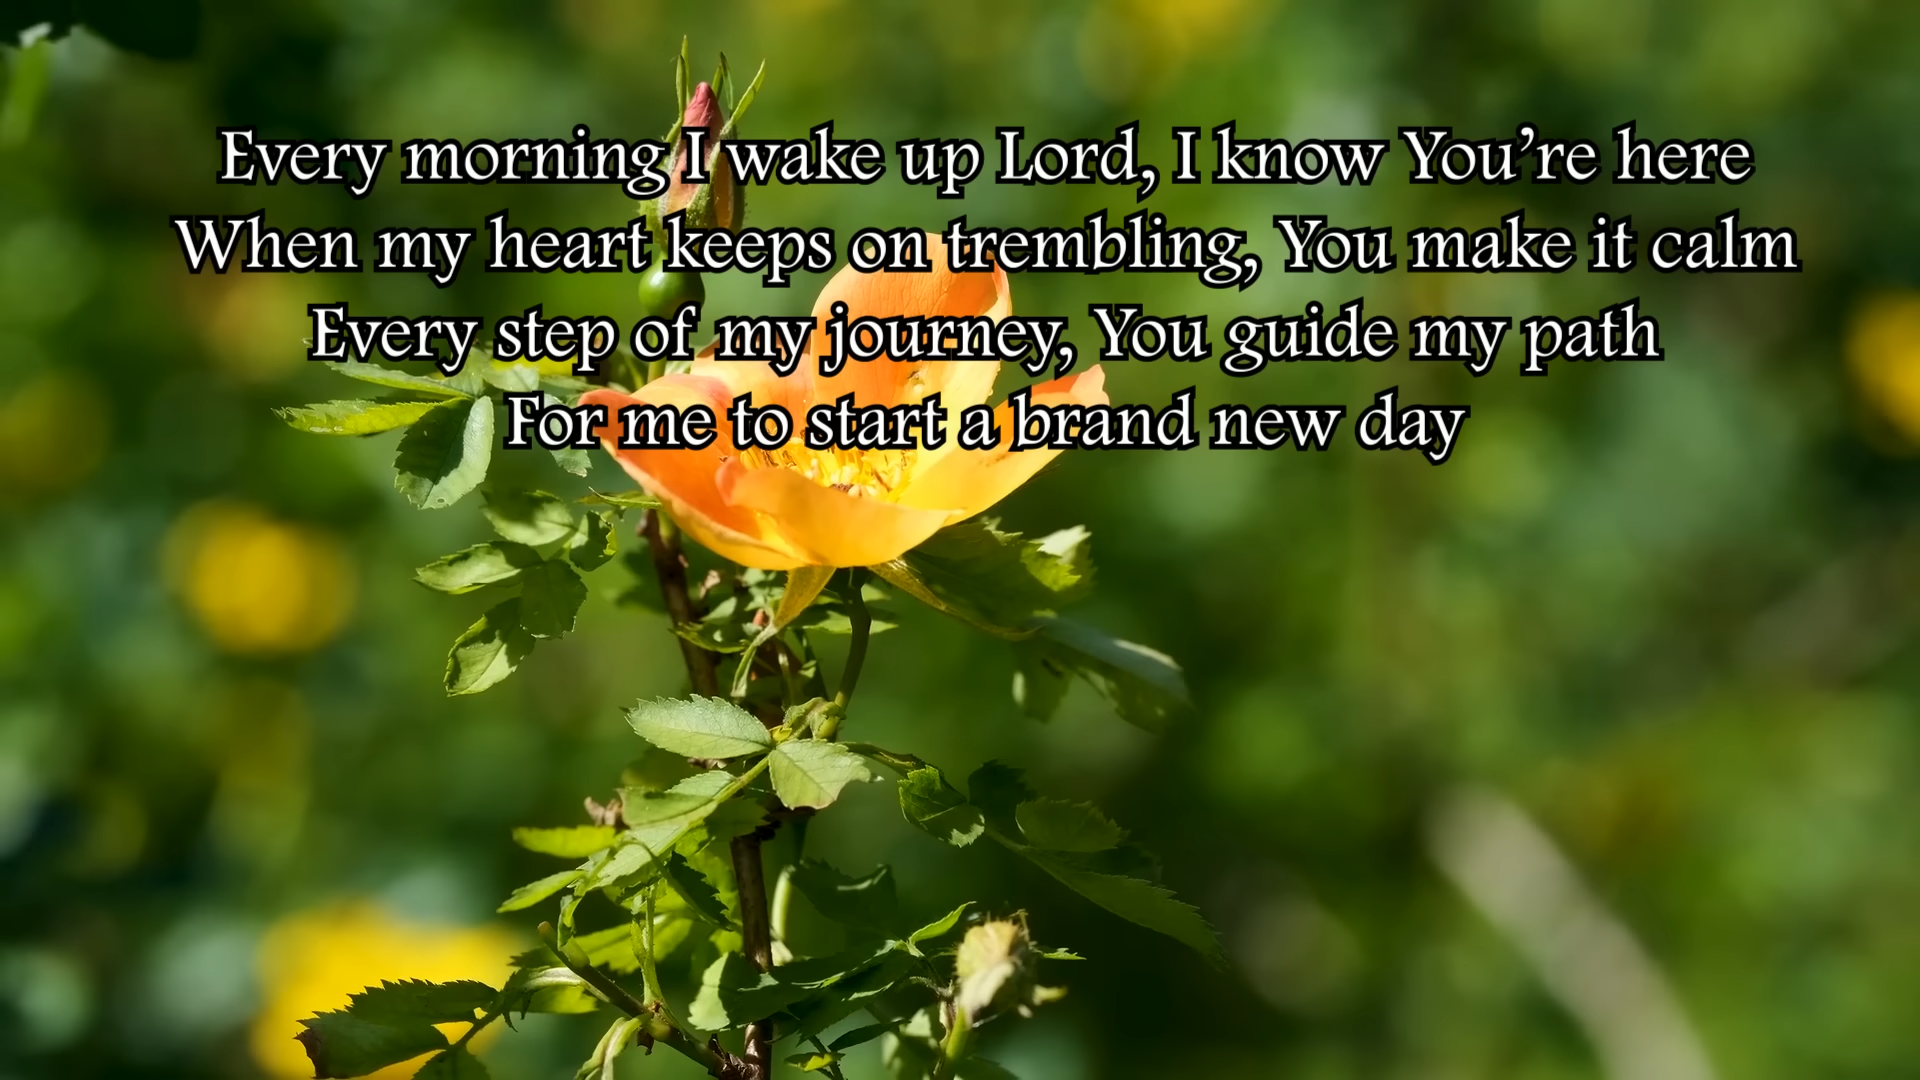 Every morning I wake up Lord, I know You’re here
When my heart keeps on trembling, You make it calm
Every step of my journey, You guide my path
For me to start a brand new day